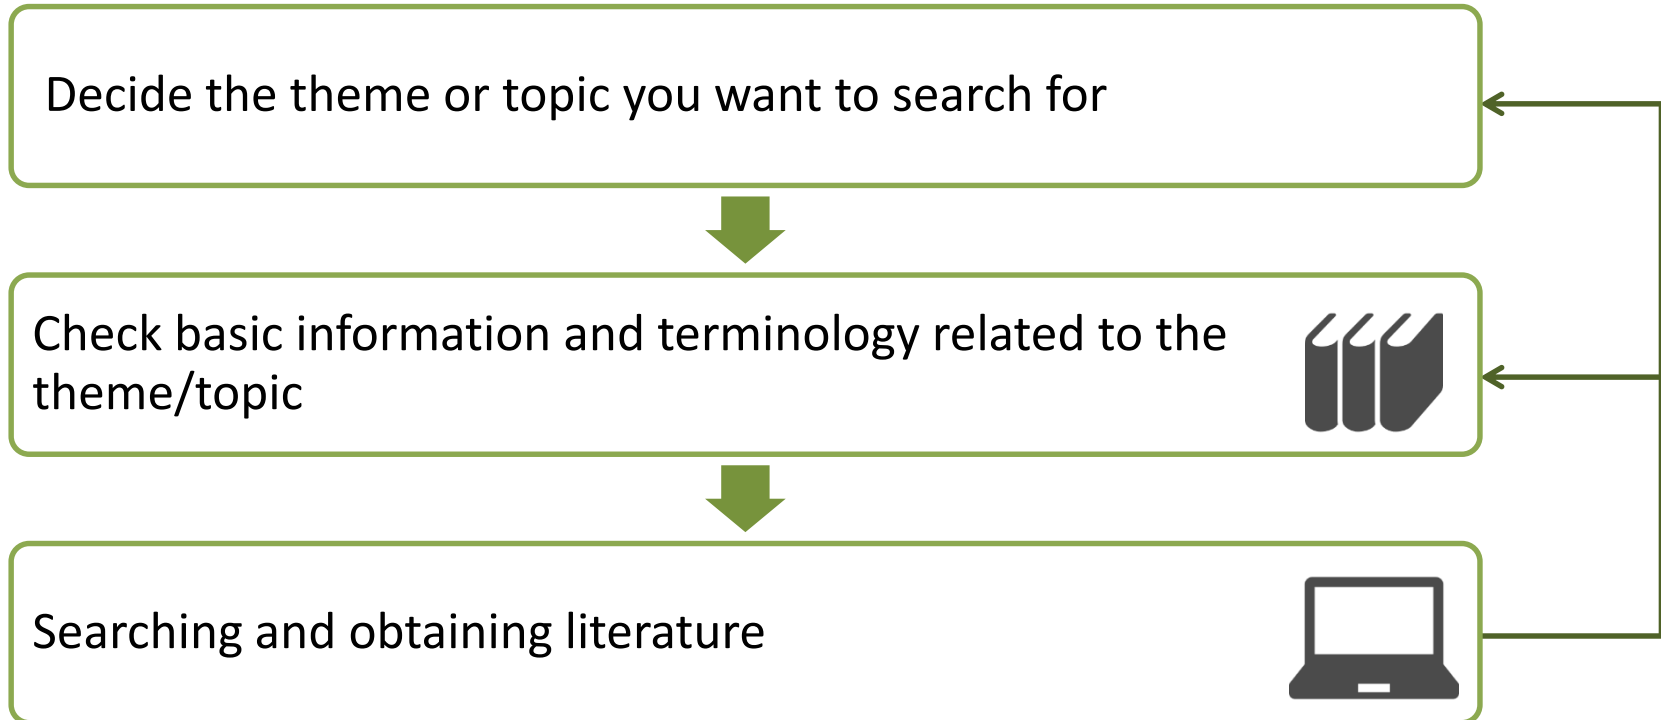 Decide the theme or topic you want to search for
Check basic information and terminology related to the
theme/topic
Searching and obtaining literature